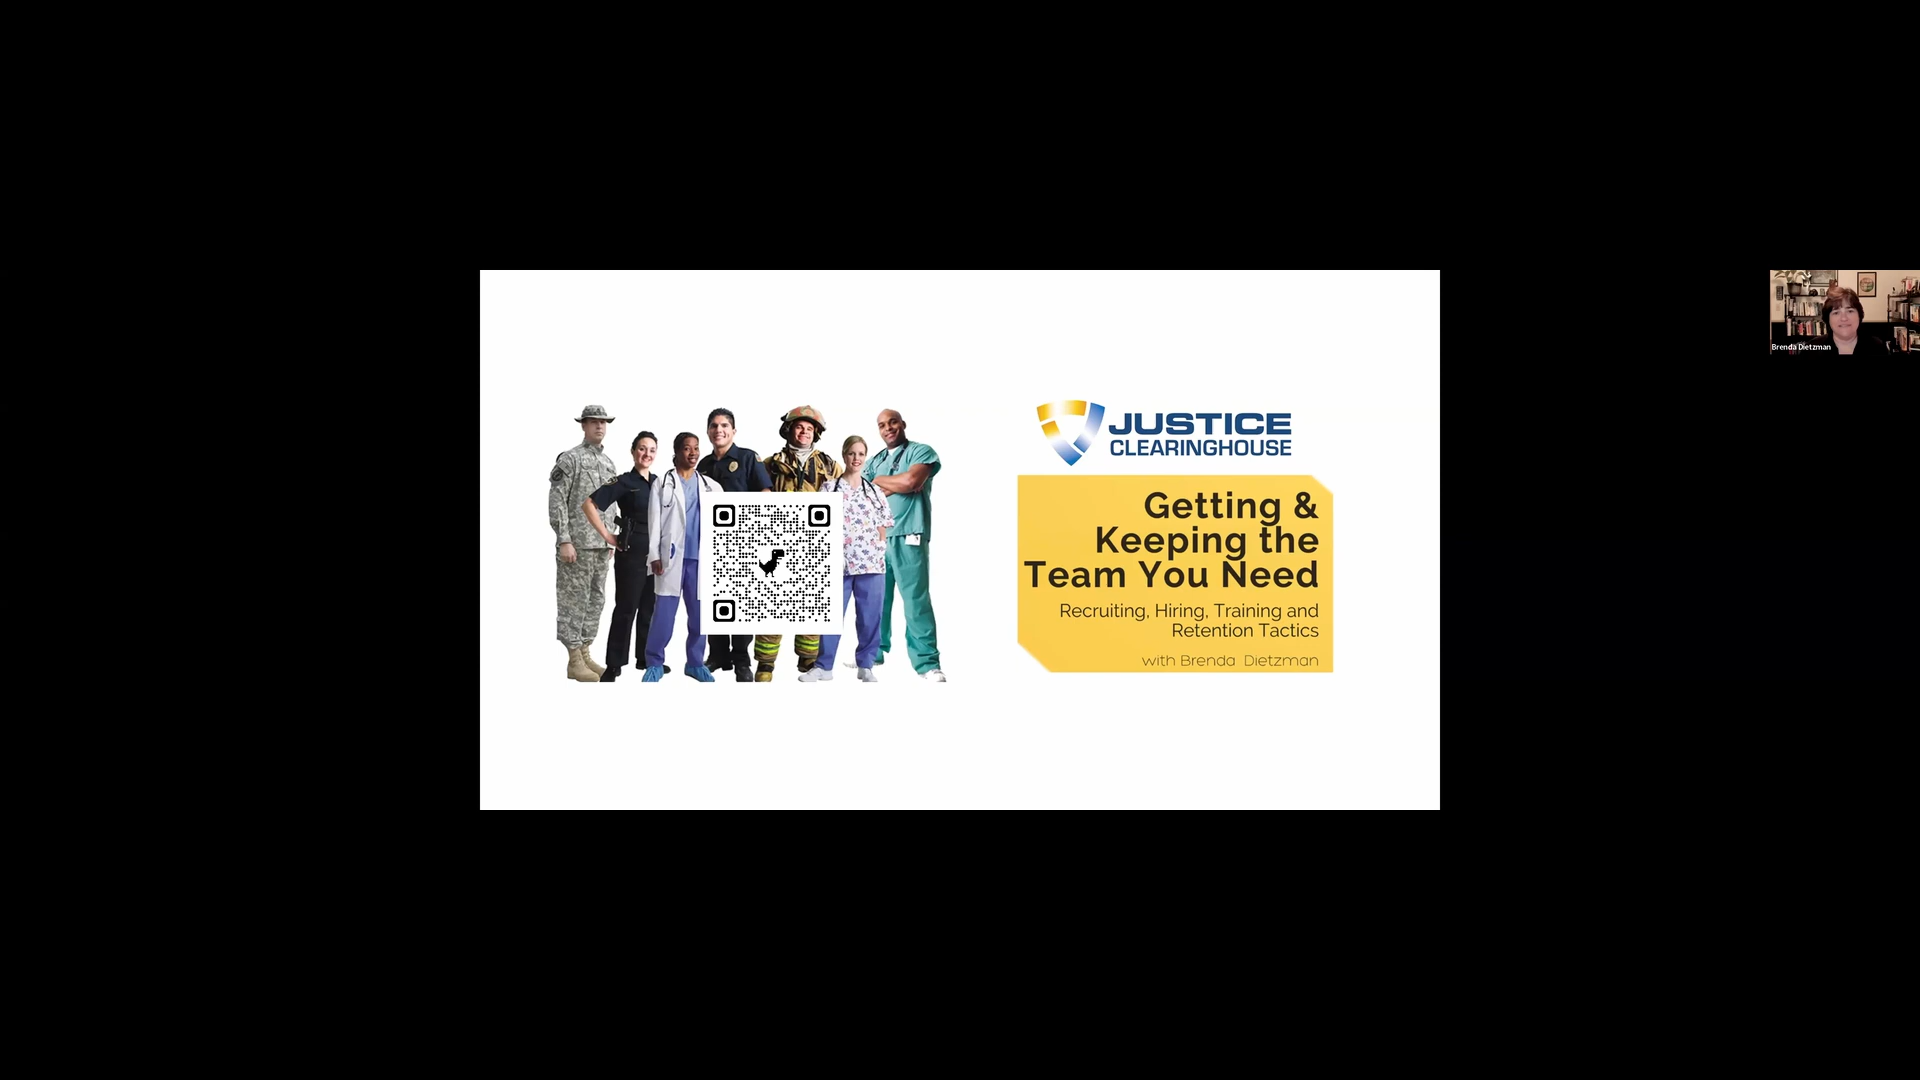 JUSTICE
CLEARINGHOUSE
Getting &
Keeping the
Team You Need
Recruiting, Hiring, Training and
Retention Tactics
with Brenda Dietzman
Brenda Dietzman